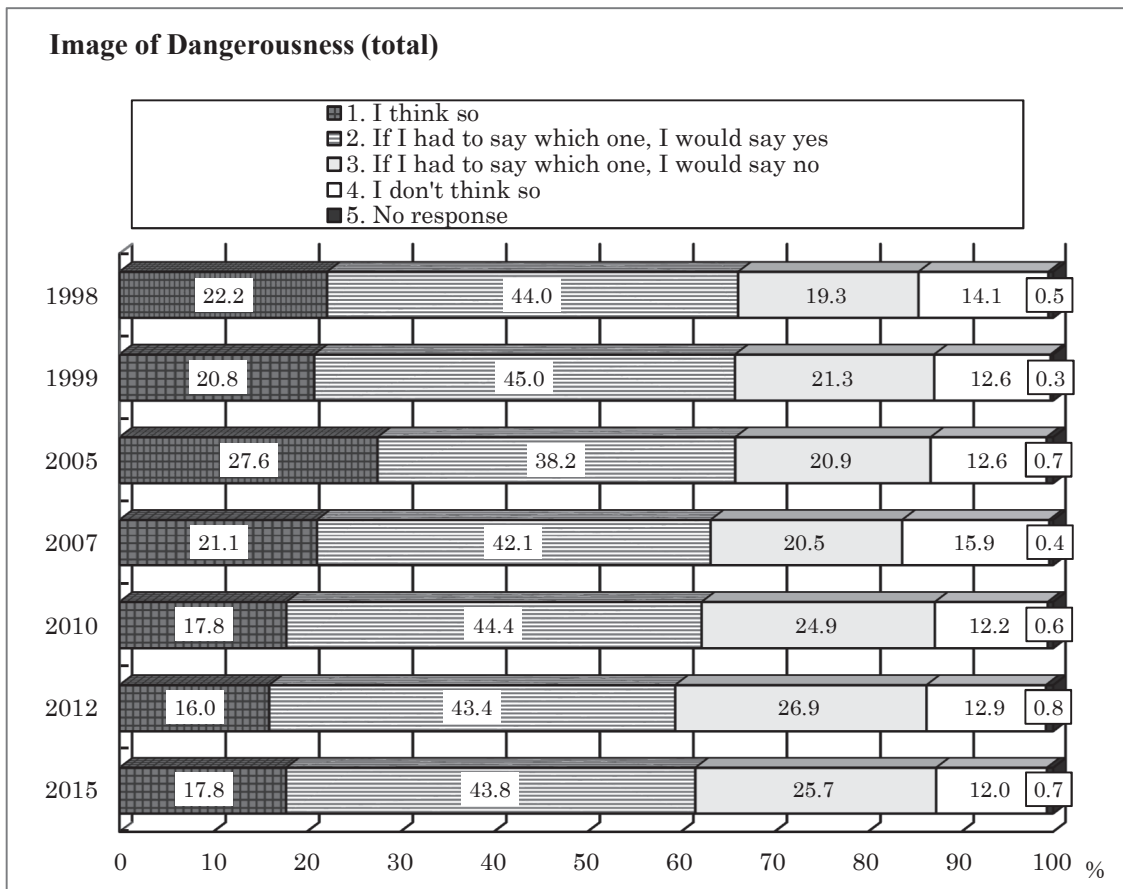 Image of Dangerousness (total)
1. I think so
2. If I had to say which one, I would say yes
3. If I had to say which one, I would say no
4. I don't think so
5. No response
1998 22.2 44.0 19.3 14.1 0.5
1999 20.8 45.0 21.3 12.6 0.3
2005 27.6 38.2 20.9 12.6 0.7
2007 21.1 42.1 20.5 15.9 0.4
2010 17.8 44.4 24.9 12.2 0.6
2012 16.0 43.4 26.9 12.9 0.8
2015 17.8 43.8 25.7 12.0 0.7
0 10 20 30 40 50 60 70 80 90 100 %